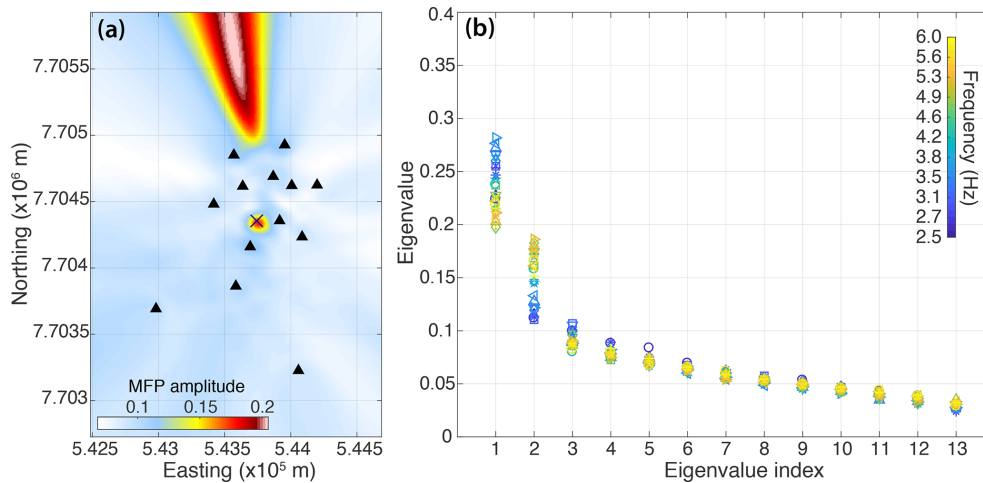 (a)
7.7055
7.705
7.7045
7.704
7.7035
7.703
Northing (x10⁶ m)
MFP amplitude
0.1 0.15 0.2
5.425 5.43 5.435 5.44 5.445
Easting (x10⁵ m)
(b)
0.4
0.35
0.3
0.25
0.2
0.15
0.1
0.05
0
Eigenvalue
1 2 3 4 5 6 7 8 9 10 11 12 13
Eigenvalue index
6.0
5.6
5.3
4.9
4.6
4.2
3.8
3.5
3.1
2.7
2.5
Frequency (Hz)